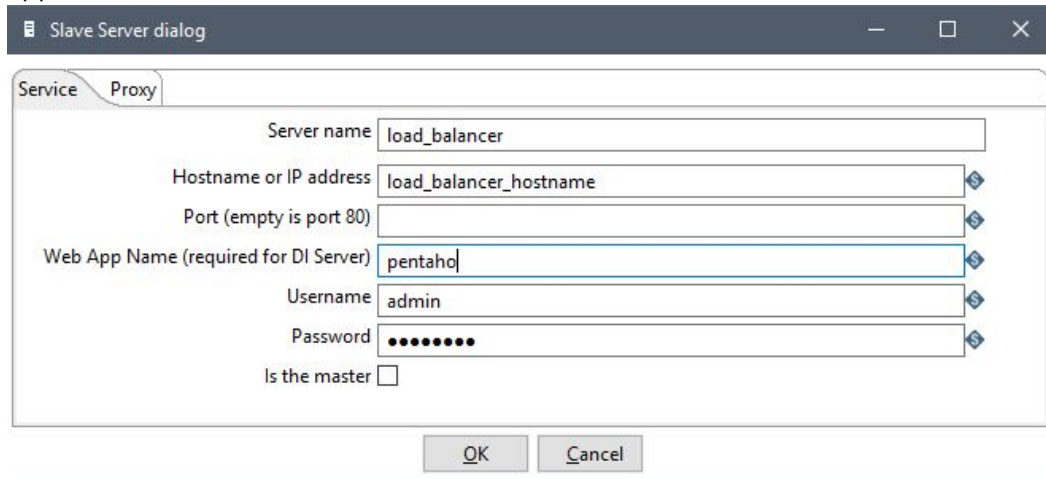 Slave Server dialog
Service Proxy
Server name load_balancer
Hostname or IP address load_balancer_hostname
Port (empty is port 80)
Web App Name (required for DI Server) pentaho
Username admin
Password ●●●●●●●●
Is the master
OK Cancel